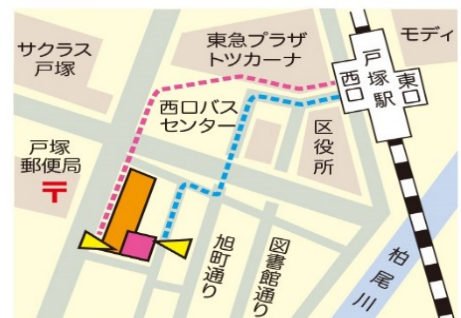 サクラス
戸塚
東急プラザ
トツカーナ
モディ
戸塚駅
西口
東口
西口バス
センター
区役所
戸塚
郵便局
〒
旭町通り
図書館通り
柏尾川